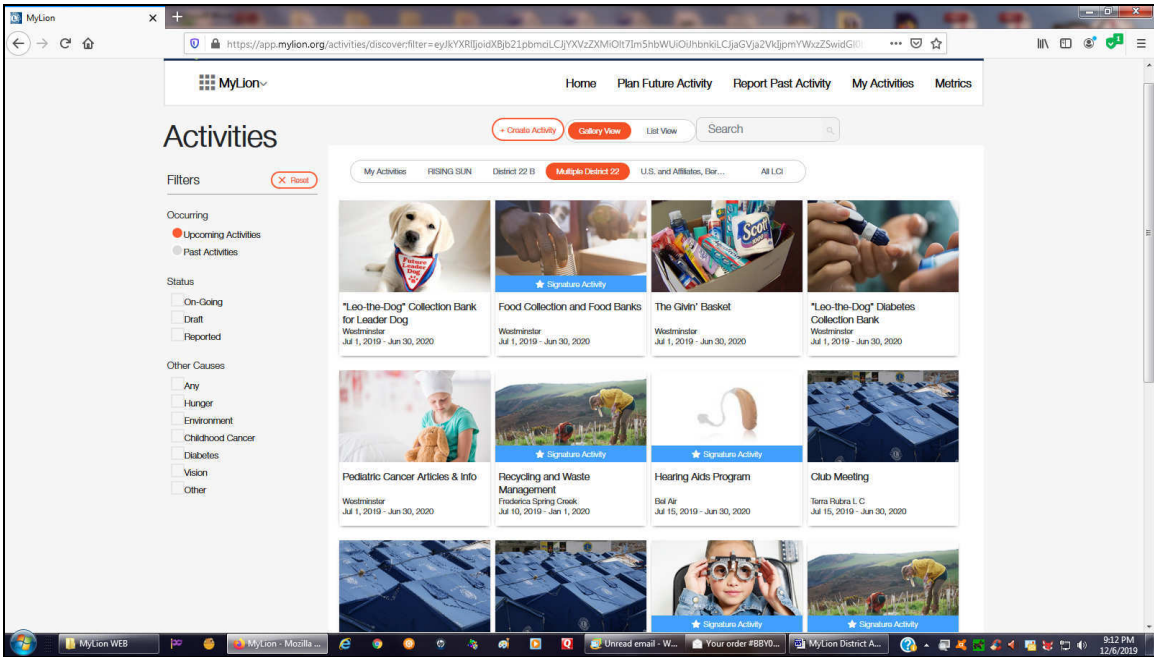 MyLion
https://app.mylion.org/activities/discover;filter=
MyLion
Home Plan Future Activity Report Past Activity My Activities Metrics
Activities
+ Create Activity Gallery View List View Search
Filters X Reset
My Activities RISING SUN District 22 B Multiple District 22 U.S. and Affiliates, Ber... All LCI
Occurring
Upcoming Activities
Past Activities
Status
On-Going
Draft
Reported
Other Causes
Any
Hunger
Environment
Childhood Cancer
Diabetes
Vision
Other
Future
Leader
Dog
Scott
Signature Activity
"Leo-the-Dog" Collection Bank
for Leader Dog
Westminster
Jul 1, 2019 - Jun 30, 2020
Food Collection and Food Banks
Westminster
Jul 1, 2019 - Jun 30, 2020
The Givin' Basket
Westminster
Jul 1, 2019 - Jun 30, 2020
"Leo-the-Dog" Diabetes
Collection Bank
Westminster
Jul 1, 2019 - Jun 30, 2020
Pediatric Cancer Articles & Info
Westminster
Jul 1, 2019 - Jun 30, 2020
Signature Activity
Recycling and Waste
Management
Frederica Spring Creek
Jul 10, 2019 - Jan 1, 2020
Signature Activity
Hearing Aids Program
Bel Air
Jul 15, 2019 - Jun 30, 2020
Club Meeting
Terra Rubra L C
Jul 15, 2019 - Jun 30, 2020
Signature Activity
Signature Activity
MyLion WEB
MyLion - Mozilla ...
Unread email - W...
Your order #BBY0...
MyLion District A...
9:12 PM
12/6/2019